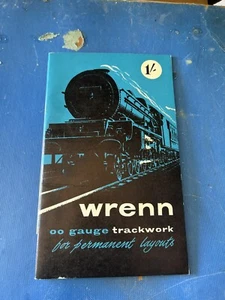 1/-
wrenn
oo gauge trackwork
for permanent layouts